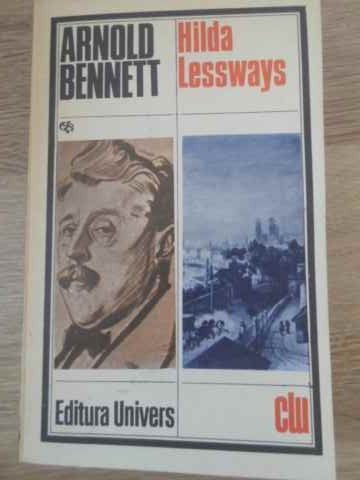 ARNOLD
BENNETT
Hilda
Lessways
Editura Univers
clu